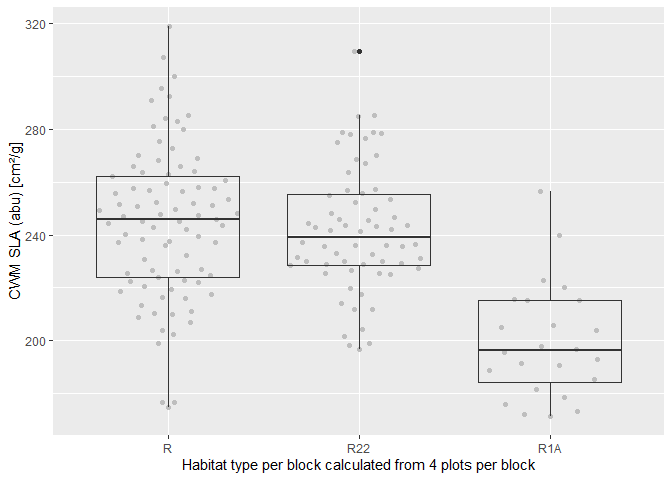 CWM SLA (abu) [cm²/g]
320
280
240
200
R
R22
R1A
Habitat type per block calculated from 4 plots per block